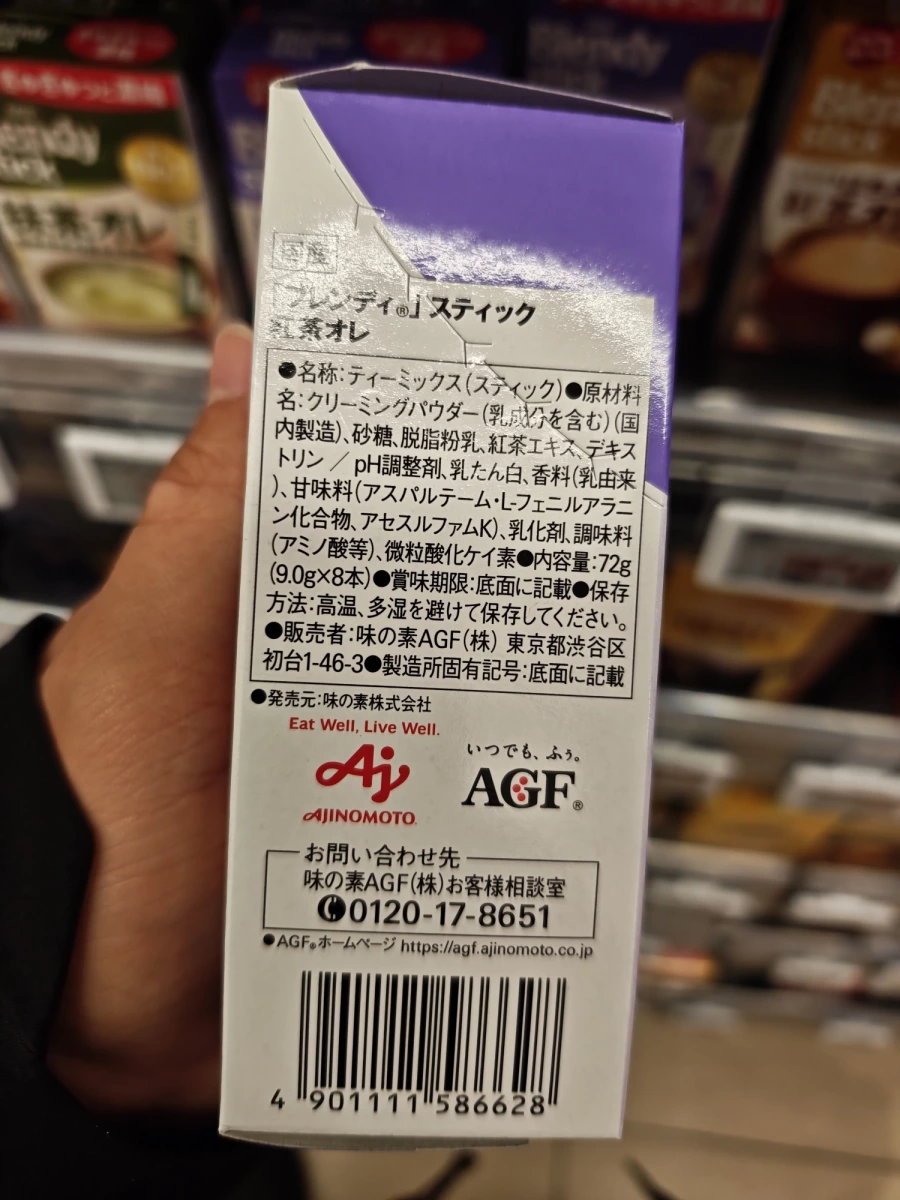 国産
ブレンディ®」スティック
紅茶オレ
●名称:ティーミックス(スティック)●原材料
名:クリーミングパウダー(乳成分を含む)(国
内製造)、砂糖、脱脂粉乳、紅茶エキス、デキス
トリン/pH調整剤、乳たん白、香料(乳由来
)、甘味料(アスパルテーム・L-フェニルアラニ
ン化合物、アセスルファムK)、乳化剤、調味料
(アミノ酸等)、微粒酸化ケイ素●内容量:72g
(9.0g×8本)●賞味期限:底面に記載●保存
方法:高温、多湿を避けて保存してください。
●販売者:味の素AGF(株) 東京都渋谷区
初台1-46-3●製造所固有記号:底面に記載
●発売元:味の素株式会社
Eat Well, Live Well.
Aj
AJINOMOTO
いつでも、ふぅ。
AGF®
お問い合わせ先
味の素AGF(株)お客様相談室
0120-17-8651
●AGF®ホームページ https://agf.ajinomoto.co.jp
4 901111 586628
抹茶オレ